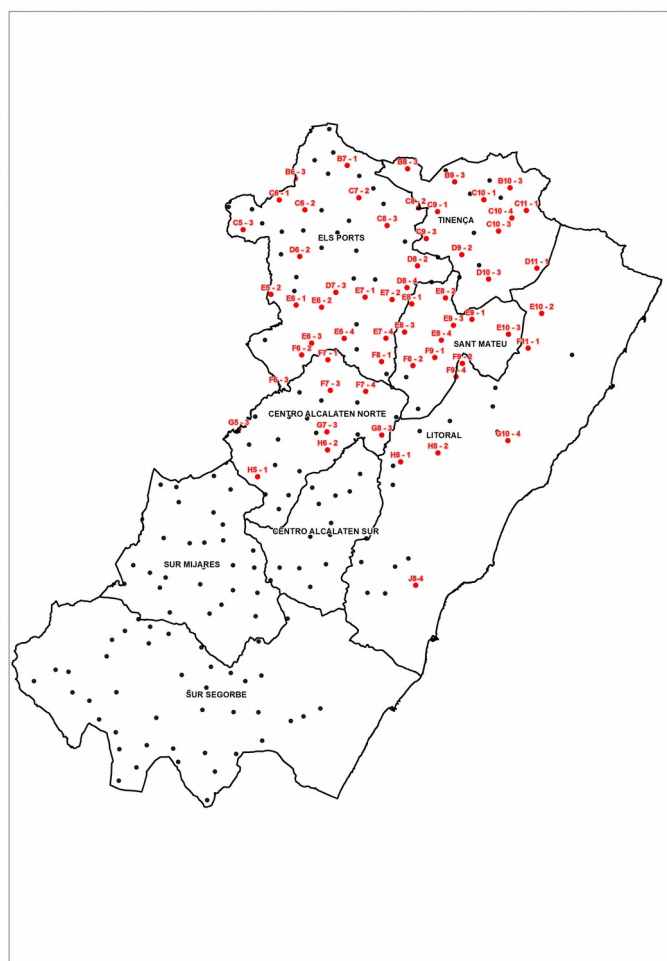 B7 - 1
B8 - 3
B6 - 3
B9 - 3
B10 - 3
C6 - 1
C7 - 2
C10 - 1
C6 - 2
C8 - 2
C9 - 1
C11 - 1
TINENÇA
C10 - 4
C5 - 3
C8 - 3
C10 - 3
ELS PORTS
C9 - 3
D6 - 2
D9 - 2
D8 - 2
D11 - 1
D10 - 3
D8 - 4
E5 - 2
D7 - 3
E7 - 1
E7 - 2
E8 - 2
E6 - 1
E6 - 2
E8 - 1
E10 - 2
E9 - 1
E9 - 3
E8 - 3
E10 - 3
E6 - 3
E6 - 4
E7 - 4
E8 - 4
SANT MATEU
F11 - 1
F6 - 2
F7 - 1
F8 - 1
F9 - 1
F8 - 2
F9 - 2
F9 - 4
F6 - 3
F7 - 3
F7 - 4
CENTRO ALCALATEN NORTE
G5 - 3
G7 - 3
G8 - 3
LITORAL
G10 - 4
H6 - 2
H8 - 2
H8 - 1
H5 - 1
CENTRO ALCALATEN SUR
SUR MIJARES
J8-4
SUR SEGORBE